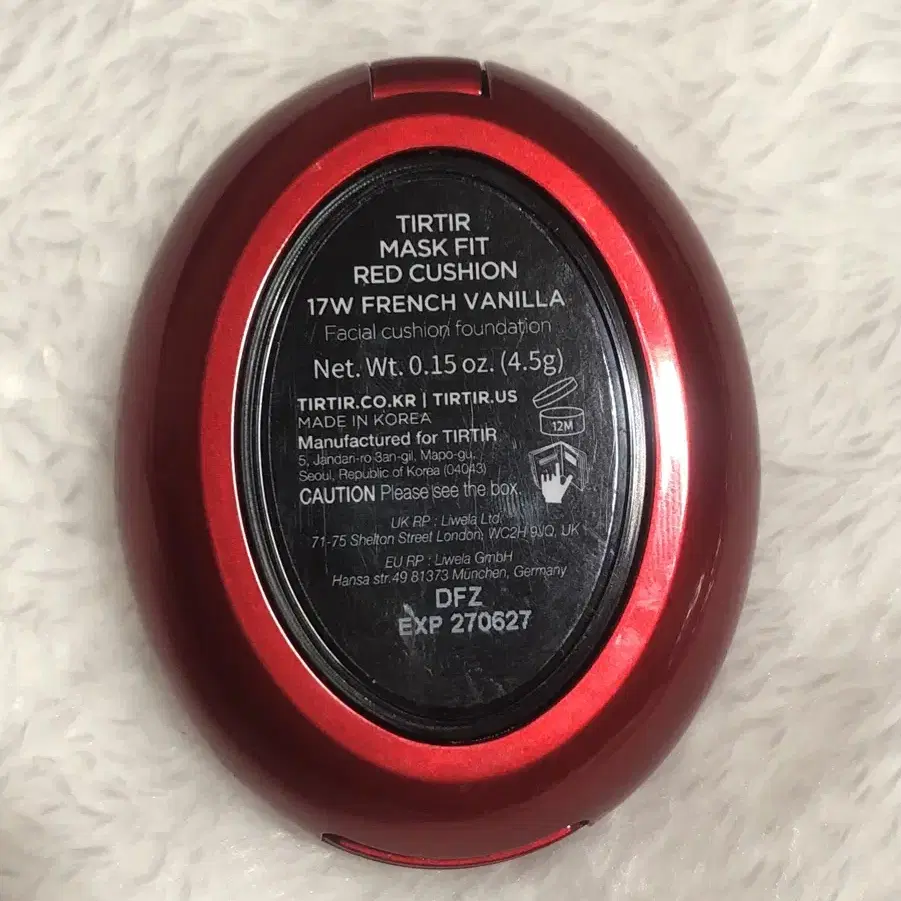 TIRTIR
MASK FIT
RED CUSHION
17W FRENCH VANILLA
Facial cushion foundation
Net. Wt. 0.15 oz. (4.5g)
TIRTIR.CO.KR | TIRTIR.US
MADE IN KOREA
12M
Manufactured for TIRTIR
5, Jandari-ro 3an-gil, Mapo-gu,
Seoul, Republic of Korea (04043)
CAUTION Please see the box.
UK RP : Liwela Ltd.
71-75 Shelton Street London, WC2H 9JQ, UK
EU RP : Liwela GmbH
Hansa str.49 81373 München, Germany
DFZ
EXP 270627